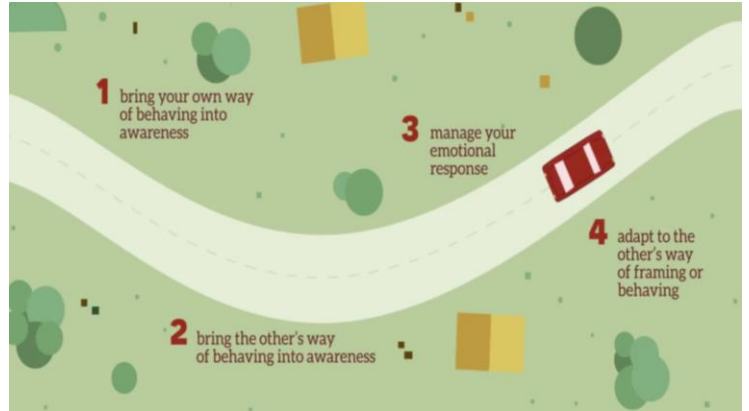 1 bring your own way
of behaving into
awareness
2 bring the other's way
of behaving into awareness
3 manage your
emotional
response
4 adapt to the
other's way
of framing or
behaving